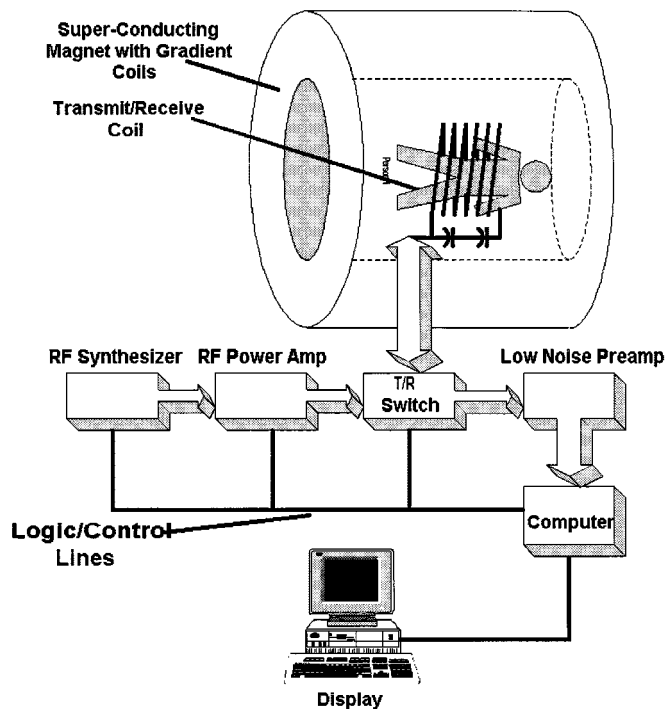 Super-Conducting
Magnet with Gradient
Coils
Transmit/Receive
Coil
Person
RF Synthesizer
RF Power Amp
T/R
Switch
Low Noise Preamp
Computer
Logic/Control
Lines
Display